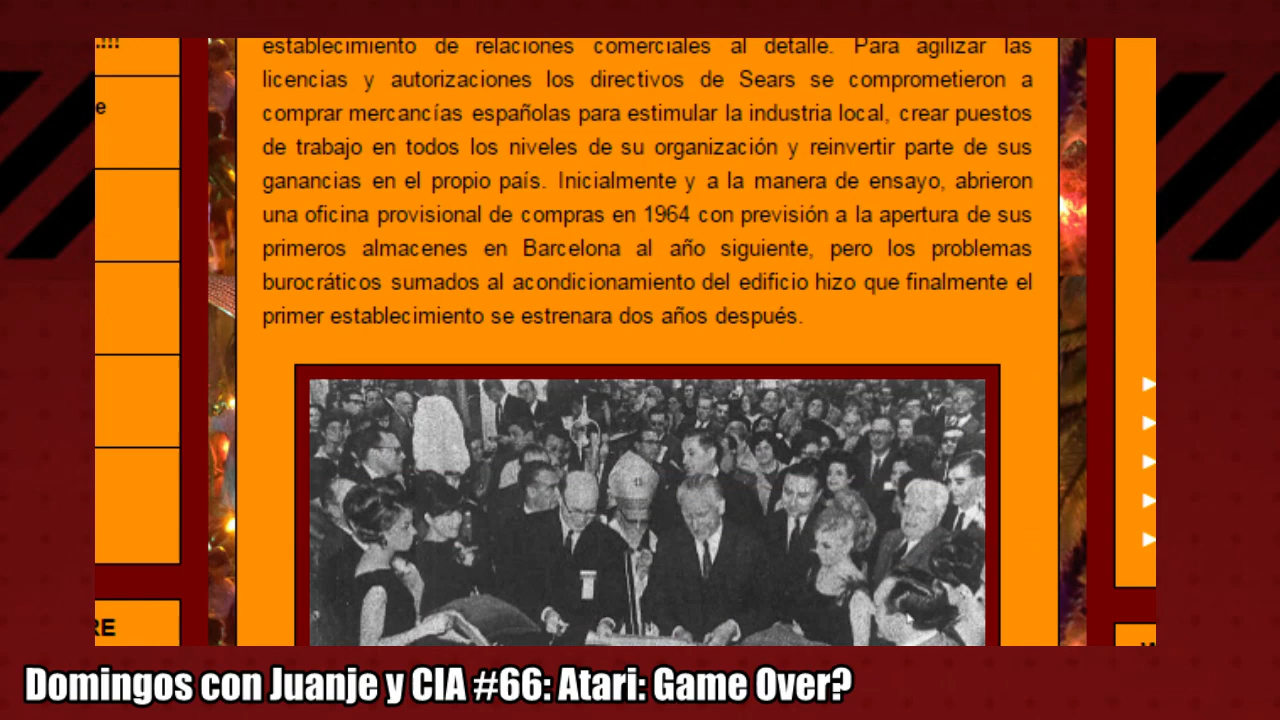 establecimiento de relaciones comerciales al detalle. Para agilizar las
licencias y autorizaciones los directivos de Sears se comprometieron a
comprar mercancías españolas para estimular la industria local, crear puestos
de trabajo en todos los niveles de su organización y reinvertir parte de sus
ganancias en el propio país. Inicialmente y a la manera de ensayo, abrieron
una oficina provisional de compras en 1964 con previsión a la apertura de sus
primeros almacenes en Barcelona al año siguiente, pero los problemas
burocráticos sumados al acondicionamiento del edificio hizo que finalmente el
primer establecimiento se estrenara dos años después.
e
RE
Domingos con Juanje y CIA #66: Atari: Game Over?